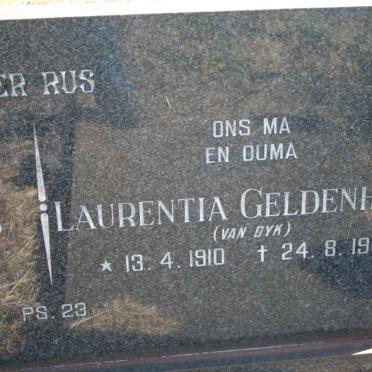 ER RUS
ONS MA
EN OUMA
LAURENTIA GELDENH
(VAN DYK)
* 13. 4. 1910 † 24. 8. 19
PS. 23